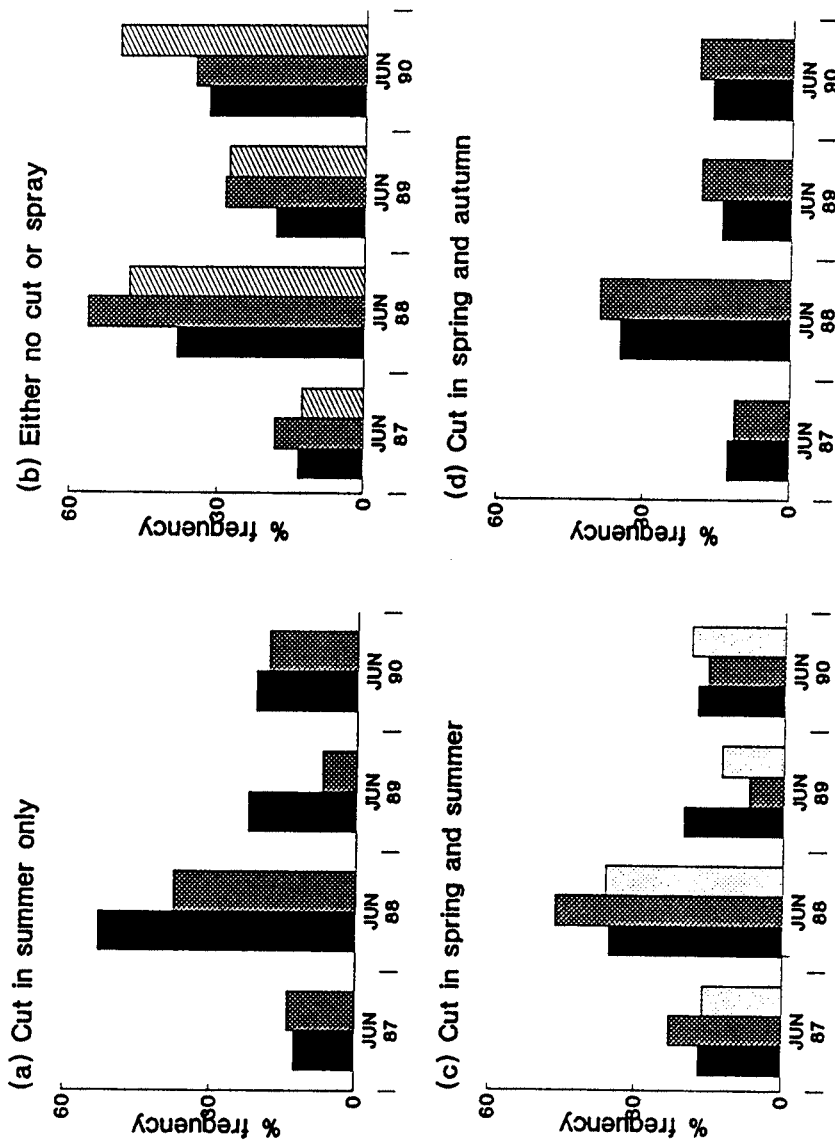 (a) Cut in summer only
60
30
0
% frequency
JUN JUN JUN JUN
87 88 89 90
(b) Either no cut or spray
60
30
0
% frequency
JUN JUN JUN JUN
87 88 89 90
(c) Cut in spring and summer
60
30
0
% frequency
JUN JUN JUN JUN
87 88 89 90
(d) Cut in spring and autumn
60
30
0
% frequency
JUN JUN JUN JUN
87 88 89 90